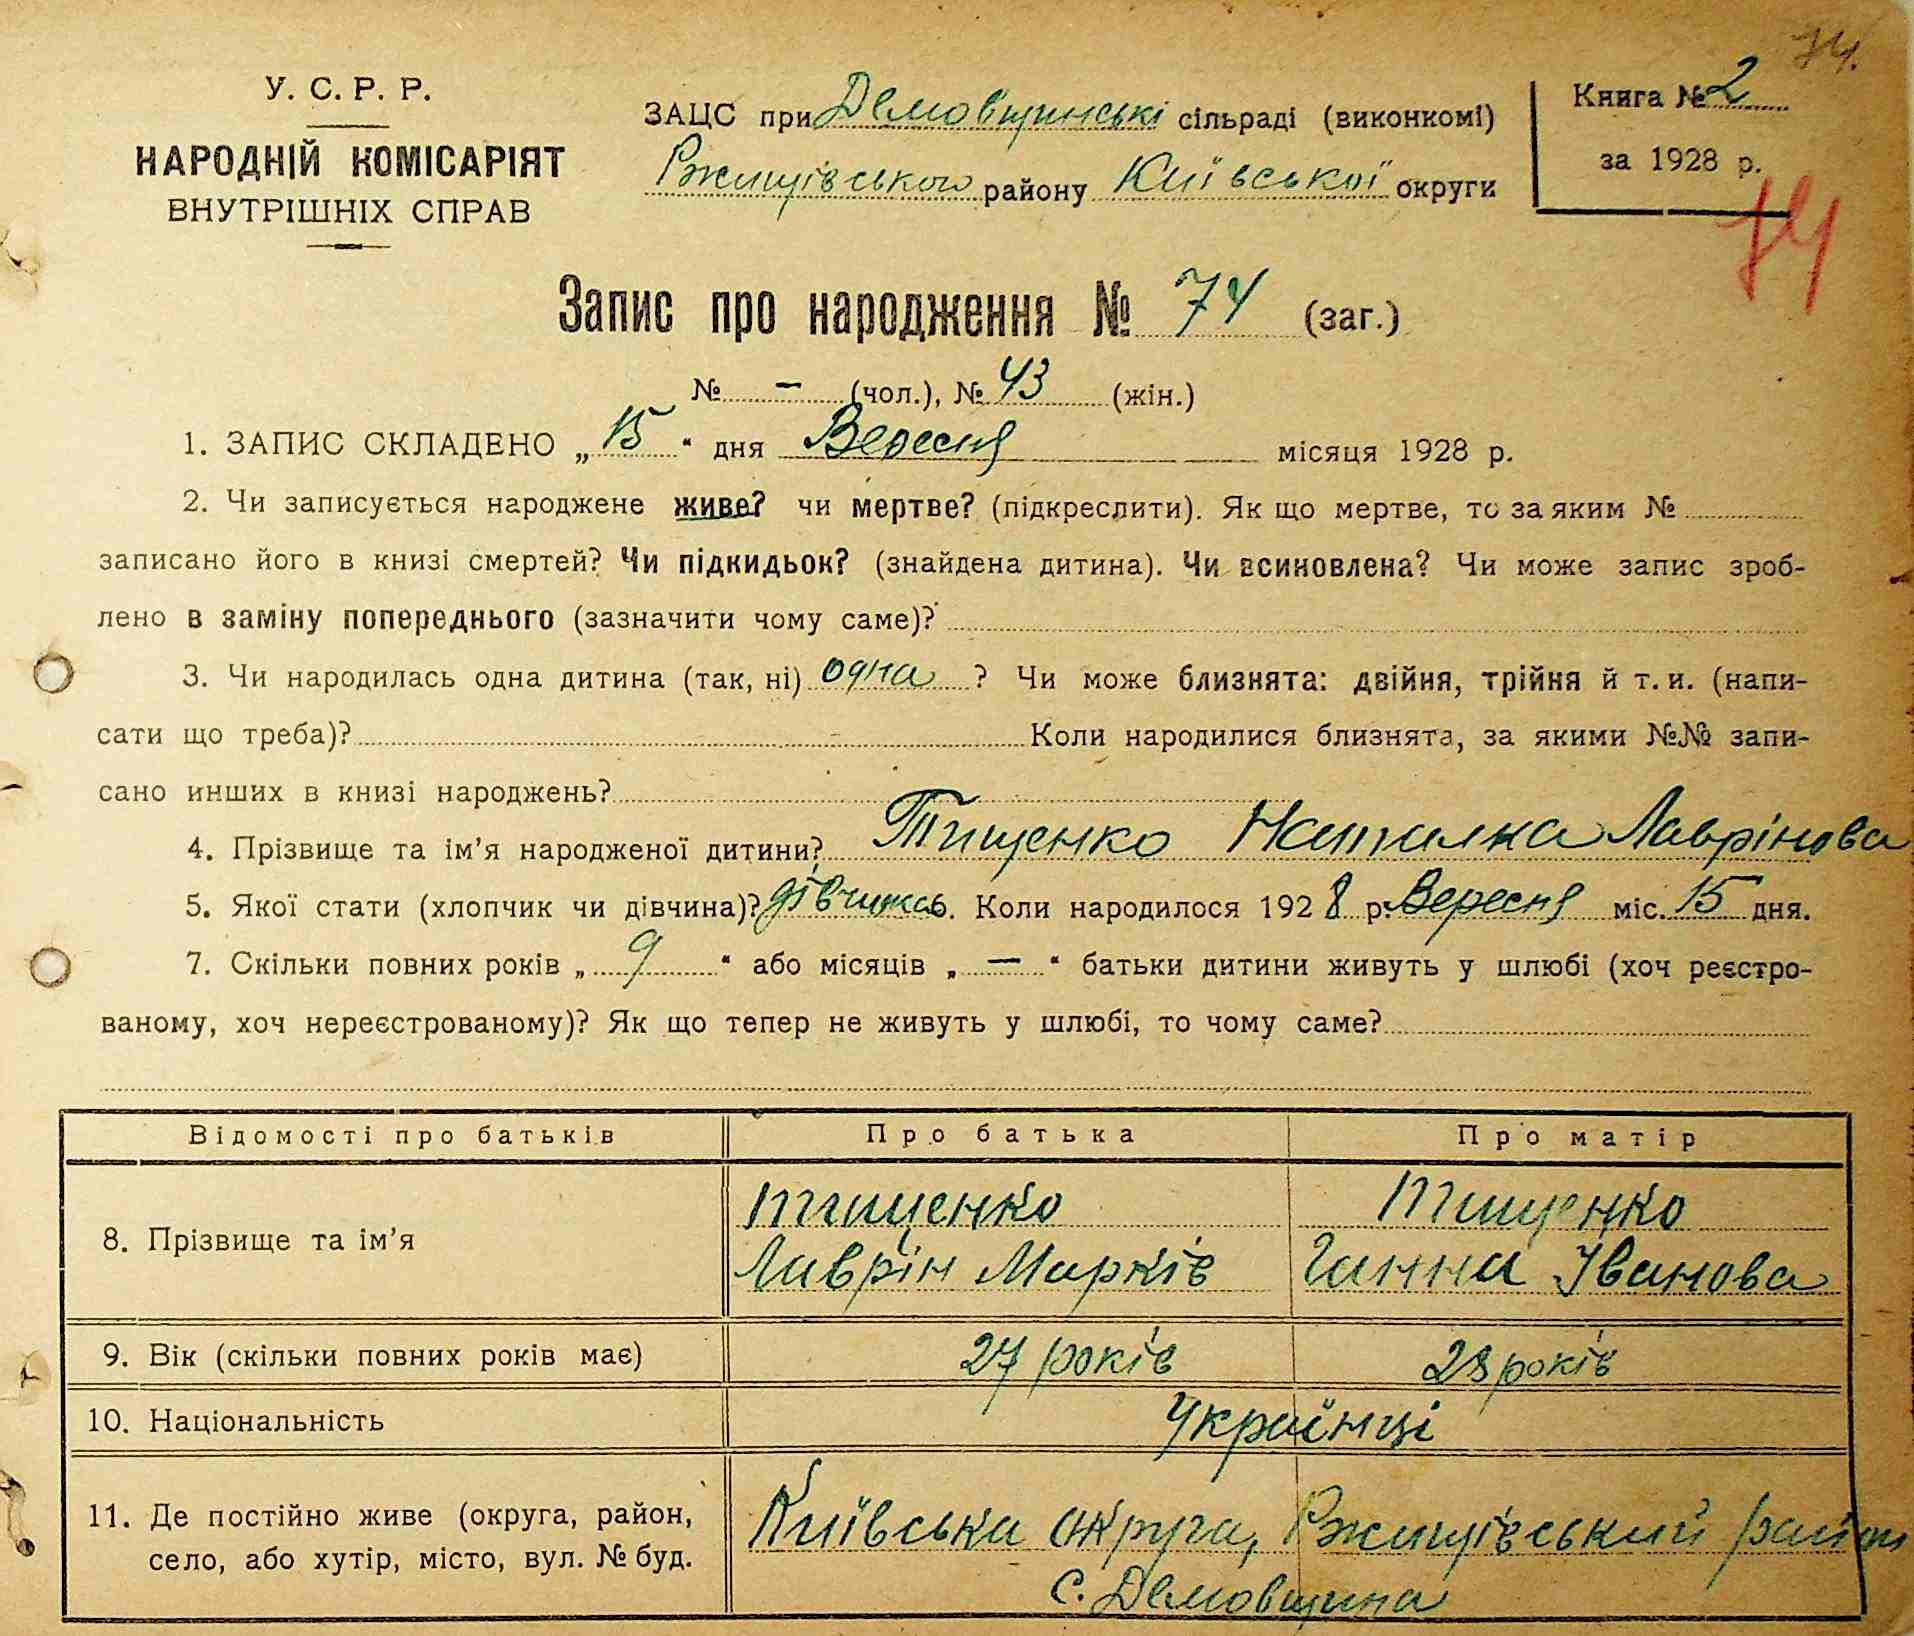 74.
У. С. Р. Р.
НАРОДНІЙ КОМІСАРІЯТ
ВНУТРІШНІХ СПРАВ
ЗАЦС при Демовщинські сільраді (виконкомі)
Ржищівського району Київської округи
Книга № 2
за 1928 р.
74
Запис про народження № 74 (заг.)
№ – (чол.), № 43 (жін.)
1. ЗАПИС СКЛАДЕНО „15“ дня Вересня місяця 1928 р.
2. Чи записується народжене живе? чи мертве? (підкреслити). Як що мертве, то за яким №
записано його в книзі смертей? Чи підкидьок? (знайдена дитина). Чи всиновлена? Чи може запис зроб-
лено в заміну попереднього (зазначити чому саме)?
3. Чи народилась одна дитина (так, ні) одна ? Чи може близнята: двійня, трійня й т. и. (напи-
сати що треба)? Коли народилися близнята, за якими №№ запи-
сано инших в книзі народжень?
4. Прізвище та ім’я народженої дитини? Тищенко Наталка Лаврінова
5. Якої стати (хлопчик чи дівчина)? дівчинка 6. Коли народилося 1928 р. Вересня міс. 15 дня.
7. Скільки повних років „9“ або місяців „–“ батьки дитини живуть у шлюбі (хоч реєстро-
ваному, хоч нереєстрованому)? Як що тепер не живуть у шлюбі, то чому саме?
Відомості про батьків Про батька Про матір
8. Прізвище та ім’я
Тищенко Тищенко
Лаврін Марків Ганна Іванова
9. Вік (скільки повних років має) 27 років 28 років
10. Національність Українці
11. Де постійно живе (округа, район,
село, або хутір, місто, вул. № буд.
Київська округа, Ржищівський район
с. Демовщина